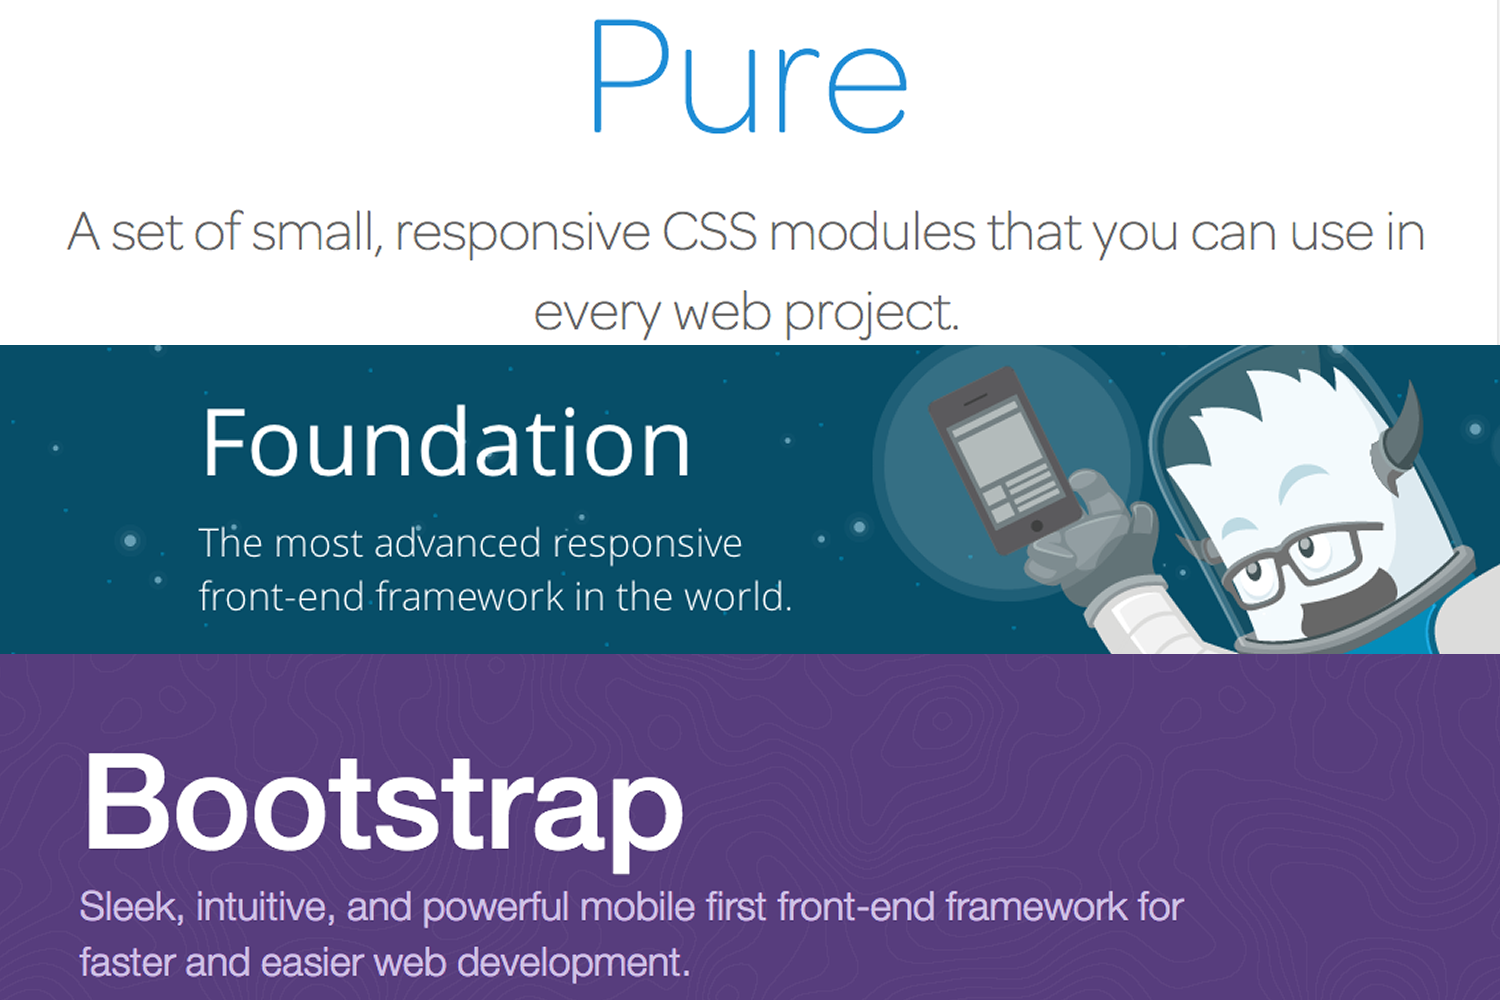 Pure
A set of small, responsive CSS modules that you can use in
every web project.
Foundation
The most advanced responsive
front-end framework in the world.
Bootstrap
Sleek, intuitive, and powerful mobile first front-end framework for
faster and easier web development.